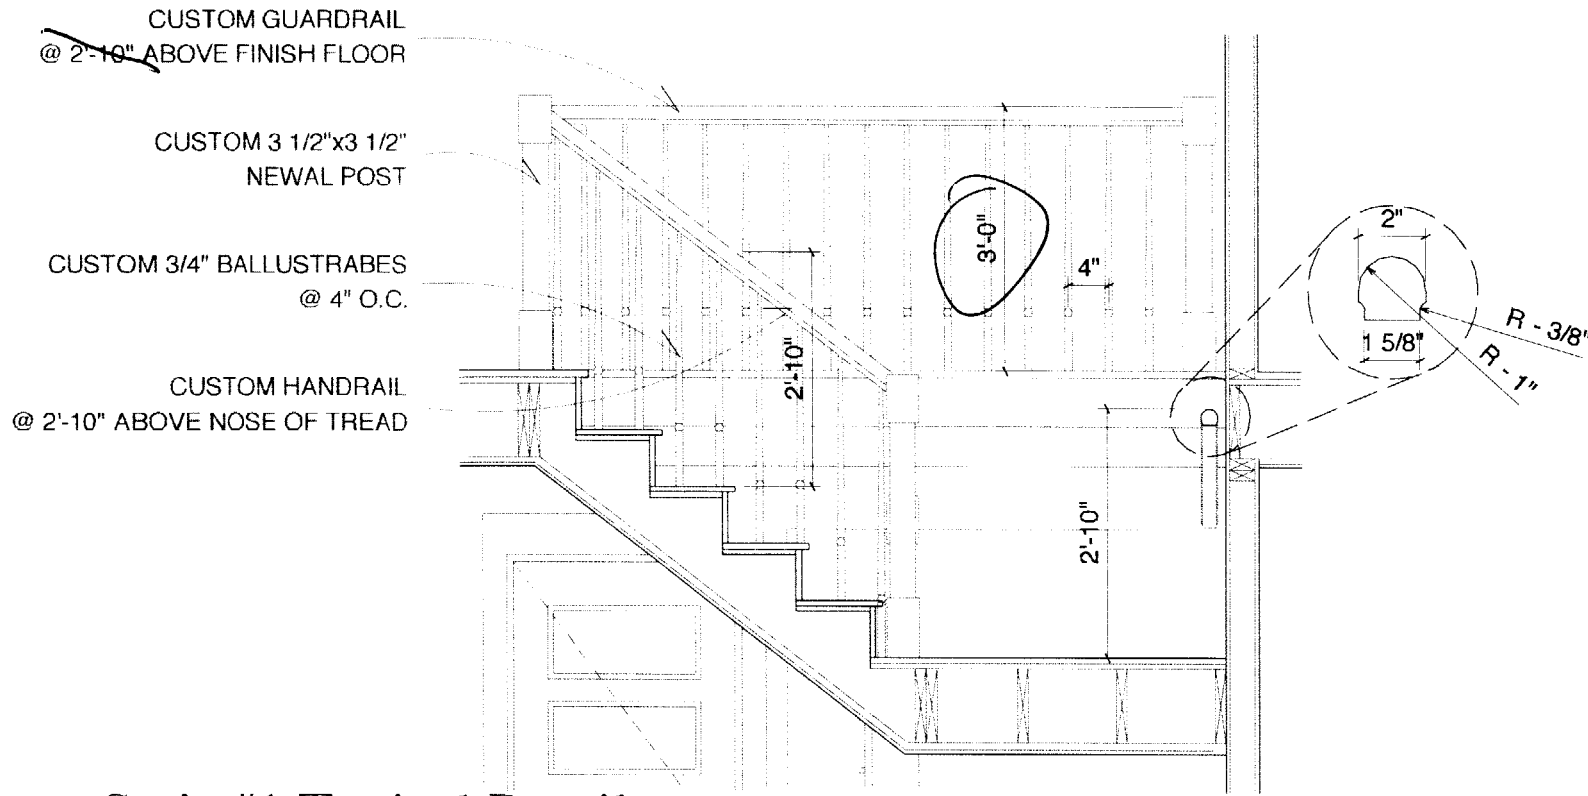 CUSTOM GUARDRAIL
@ 2'-10" ABOVE FINISH FLOOR
CUSTOM 3 1/2"x3 1/2"
NEWAL POST
CUSTOM 3/4" BALLUSTRABES
@ 4" O.C.
CUSTOM HANDRAIL
@ 2'-10" ABOVE NOSE OF TREAD
3'-0"
4"
2'-10"
2'-10"
2"
1 5/8"
R - 3/8"
R - 1"